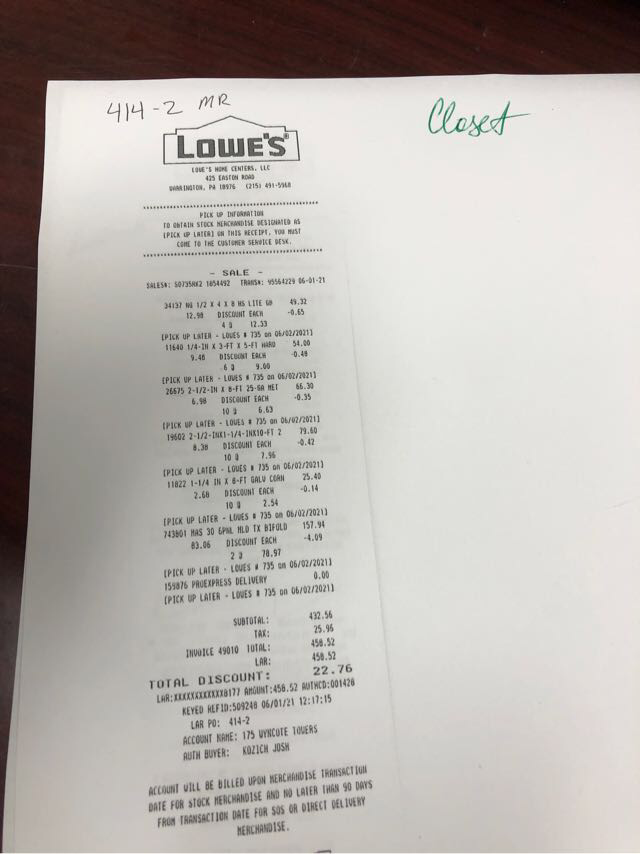 414-2 MR
Closet
LOWE'S®
LOWE'S HOME CENTERS, LLC
425 EASTON ROAD
WARRINGTON, PA 18976 (215) 491-5968
PICK UP INFORMATION
TO OBTAIN STOCK MERCHANDISE DESIGNATED AS
[PICK UP LATER] ON THIS RECEIPT, YOU MUST
COME TO THE CUSTOMER SERVICE DESK.
- SALE -
SALES#: S0735RK2 1854492 TRANS#: 95564229 06-01-21
34137 NG 1/2 X 4 X 8 HS LITE GB 49.32
12.98 DISCOUNT EACH -0.65
4 @ 12.33
[PICK UP LATER - LOWES # 735 on 06/02/2021]
11640 1/4-IN X 3-FT X 5-FT HARD 54.00
9.48 DISCOUNT EACH -0.48
6 @ 9.00
[PICK UP LATER - LOWES # 735 on 06/02/2021]
26675 2-1/2-IN X 8-FT 25-GA MET 66.30
6.98 DISCOUNT EACH -0.35
10 @ 6.63
[PICK UP LATER - LOWES # 735 on 06/02/2021]
19602 2-1/2-INX1-1/4-INX10-FT 2 79.60
8.38 DISCOUNT EACH -0.42
10 @ 7.96
[PICK UP LATER - LOWES # 735 on 06/02/2021]
11822 1-1/4 IN X 8-FT GALV CORN 25.40
2.68 DISCOUNT EACH -0.14
10 @ 2.54
[PICK UP LATER - LOWES # 735 on 06/02/2021]
743801 MAS 30 6PNL MLD TX BIFOLD 157.94
83.06 DISCOUNT EACH -4.09
2 @ 78.97
[PICK UP LATER - LOWES # 735 on 06/02/2021]
159876 PROEXPRESS DELIVERY 0.00
[PICK UP LATER - LOWES # 735 on 06/02/2021]
SUBTOTAL: 432.56
TAX: 25.96
INVOICE 49010 TOTAL: 458.52
LAR: 458.52
TOTAL DISCOUNT: 22.76
LAR:XXXXXXXXXXXX8177 AMOUNT:458.52 AUTHCD:001428
KEYED REFID:509248 06/01/21 12:17:15
LAR PO: 414-2
ACCOUNT NAME: 175 WYNCOTE TOWERS
AUTH BUYER: KOZICH JOSH
ACCOUNT WILL BE BILLED UPON MERCHANDISE TRANSACTION
DATE FOR STOCK MERCHANDISE AND NO LATER THAN 90 DAYS
FROM TRANSACTION DATE FOR SOS OR DIRECT DELIVERY
MERCHANDISE.